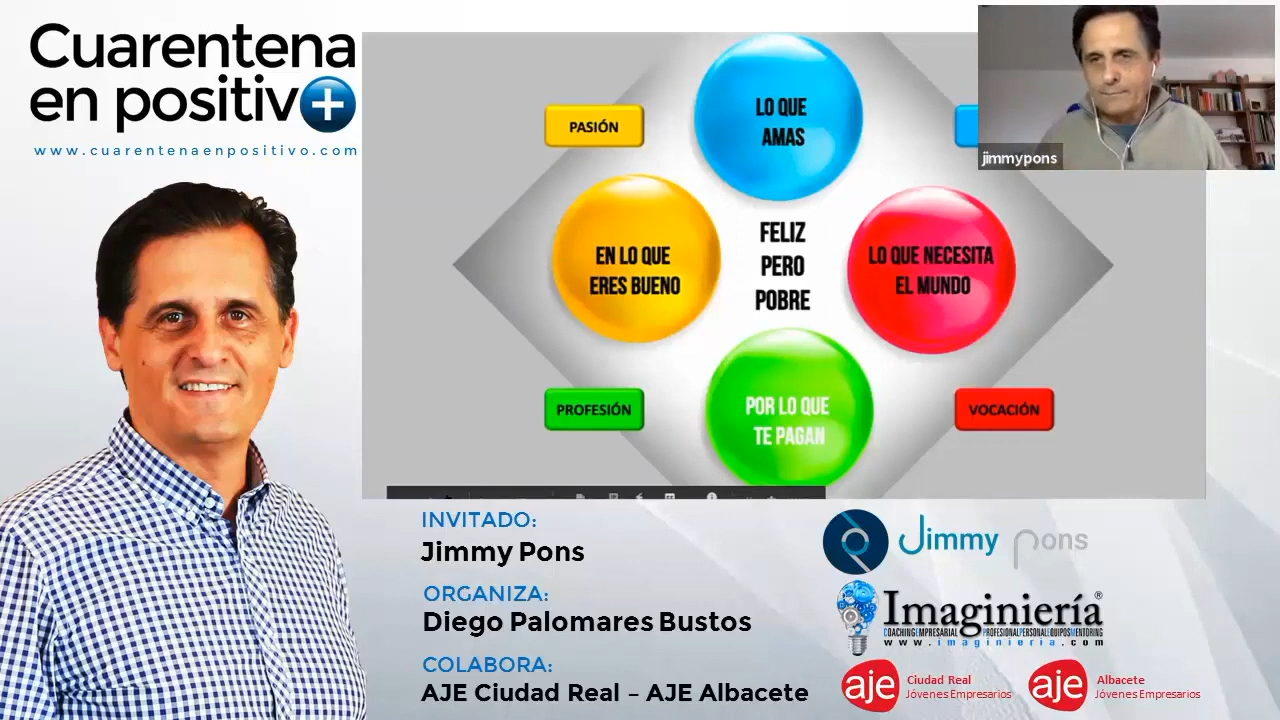 Cuarentena
en positiv+
www.cuarentenaenpositivo.com
jimmypons
PASIÓN
LO QUE
AMAS
EN LO QUE
ERES BUENO
FELIZ
PERO
POBRE
LO QUE NECESITA
EL MUNDO
PROFESIÓN
POR LO QUE
TE PAGAN
VOCACIÓN
INVITADO:
Jimmy Pons
ORGANIZA:
Diego Palomares Bustos
COLABORA:
AJE Ciudad Real – AJE Albacete
Jimmy pons
Imaginiería®
COACHINGEMPRESARIALPROFESIONALPERSONALEQUIPOSMENTORING
www.imaginieria.com
aje Ciudad Real
Jóvenes Empresarios
aje Albacete
Jóvenes Empresarios